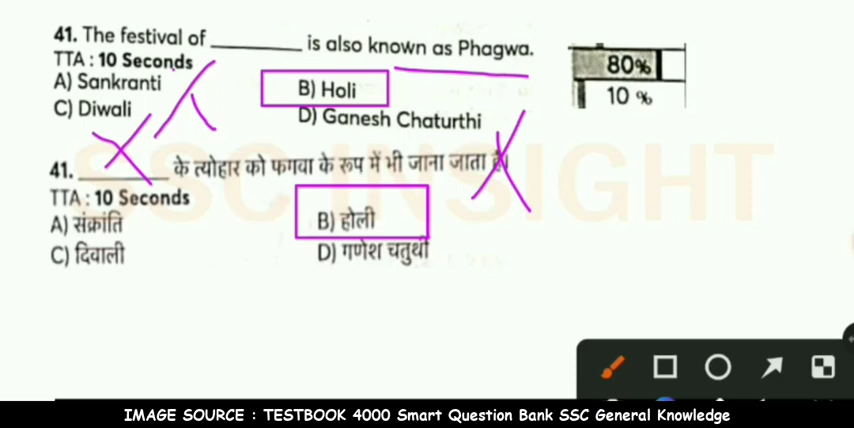 41. The festival of ________ is also known as Phagwa.
TTA : 10 Seconds
A) Sankranti B) Holi
C) Diwali D) Ganesh Chaturthi
80%
10 %
41. ________ के त्योहार को फगवा के रूप में भी जाना जाता है।
TTA : 10 Seconds
A) संक्रांति B) होली
C) दिवाली D) गणेश चतुर्थी
SSC INSIGHT
IMAGE SOURCE : TESTBOOK 4000 Smart Question Bank SSC General Knowledge